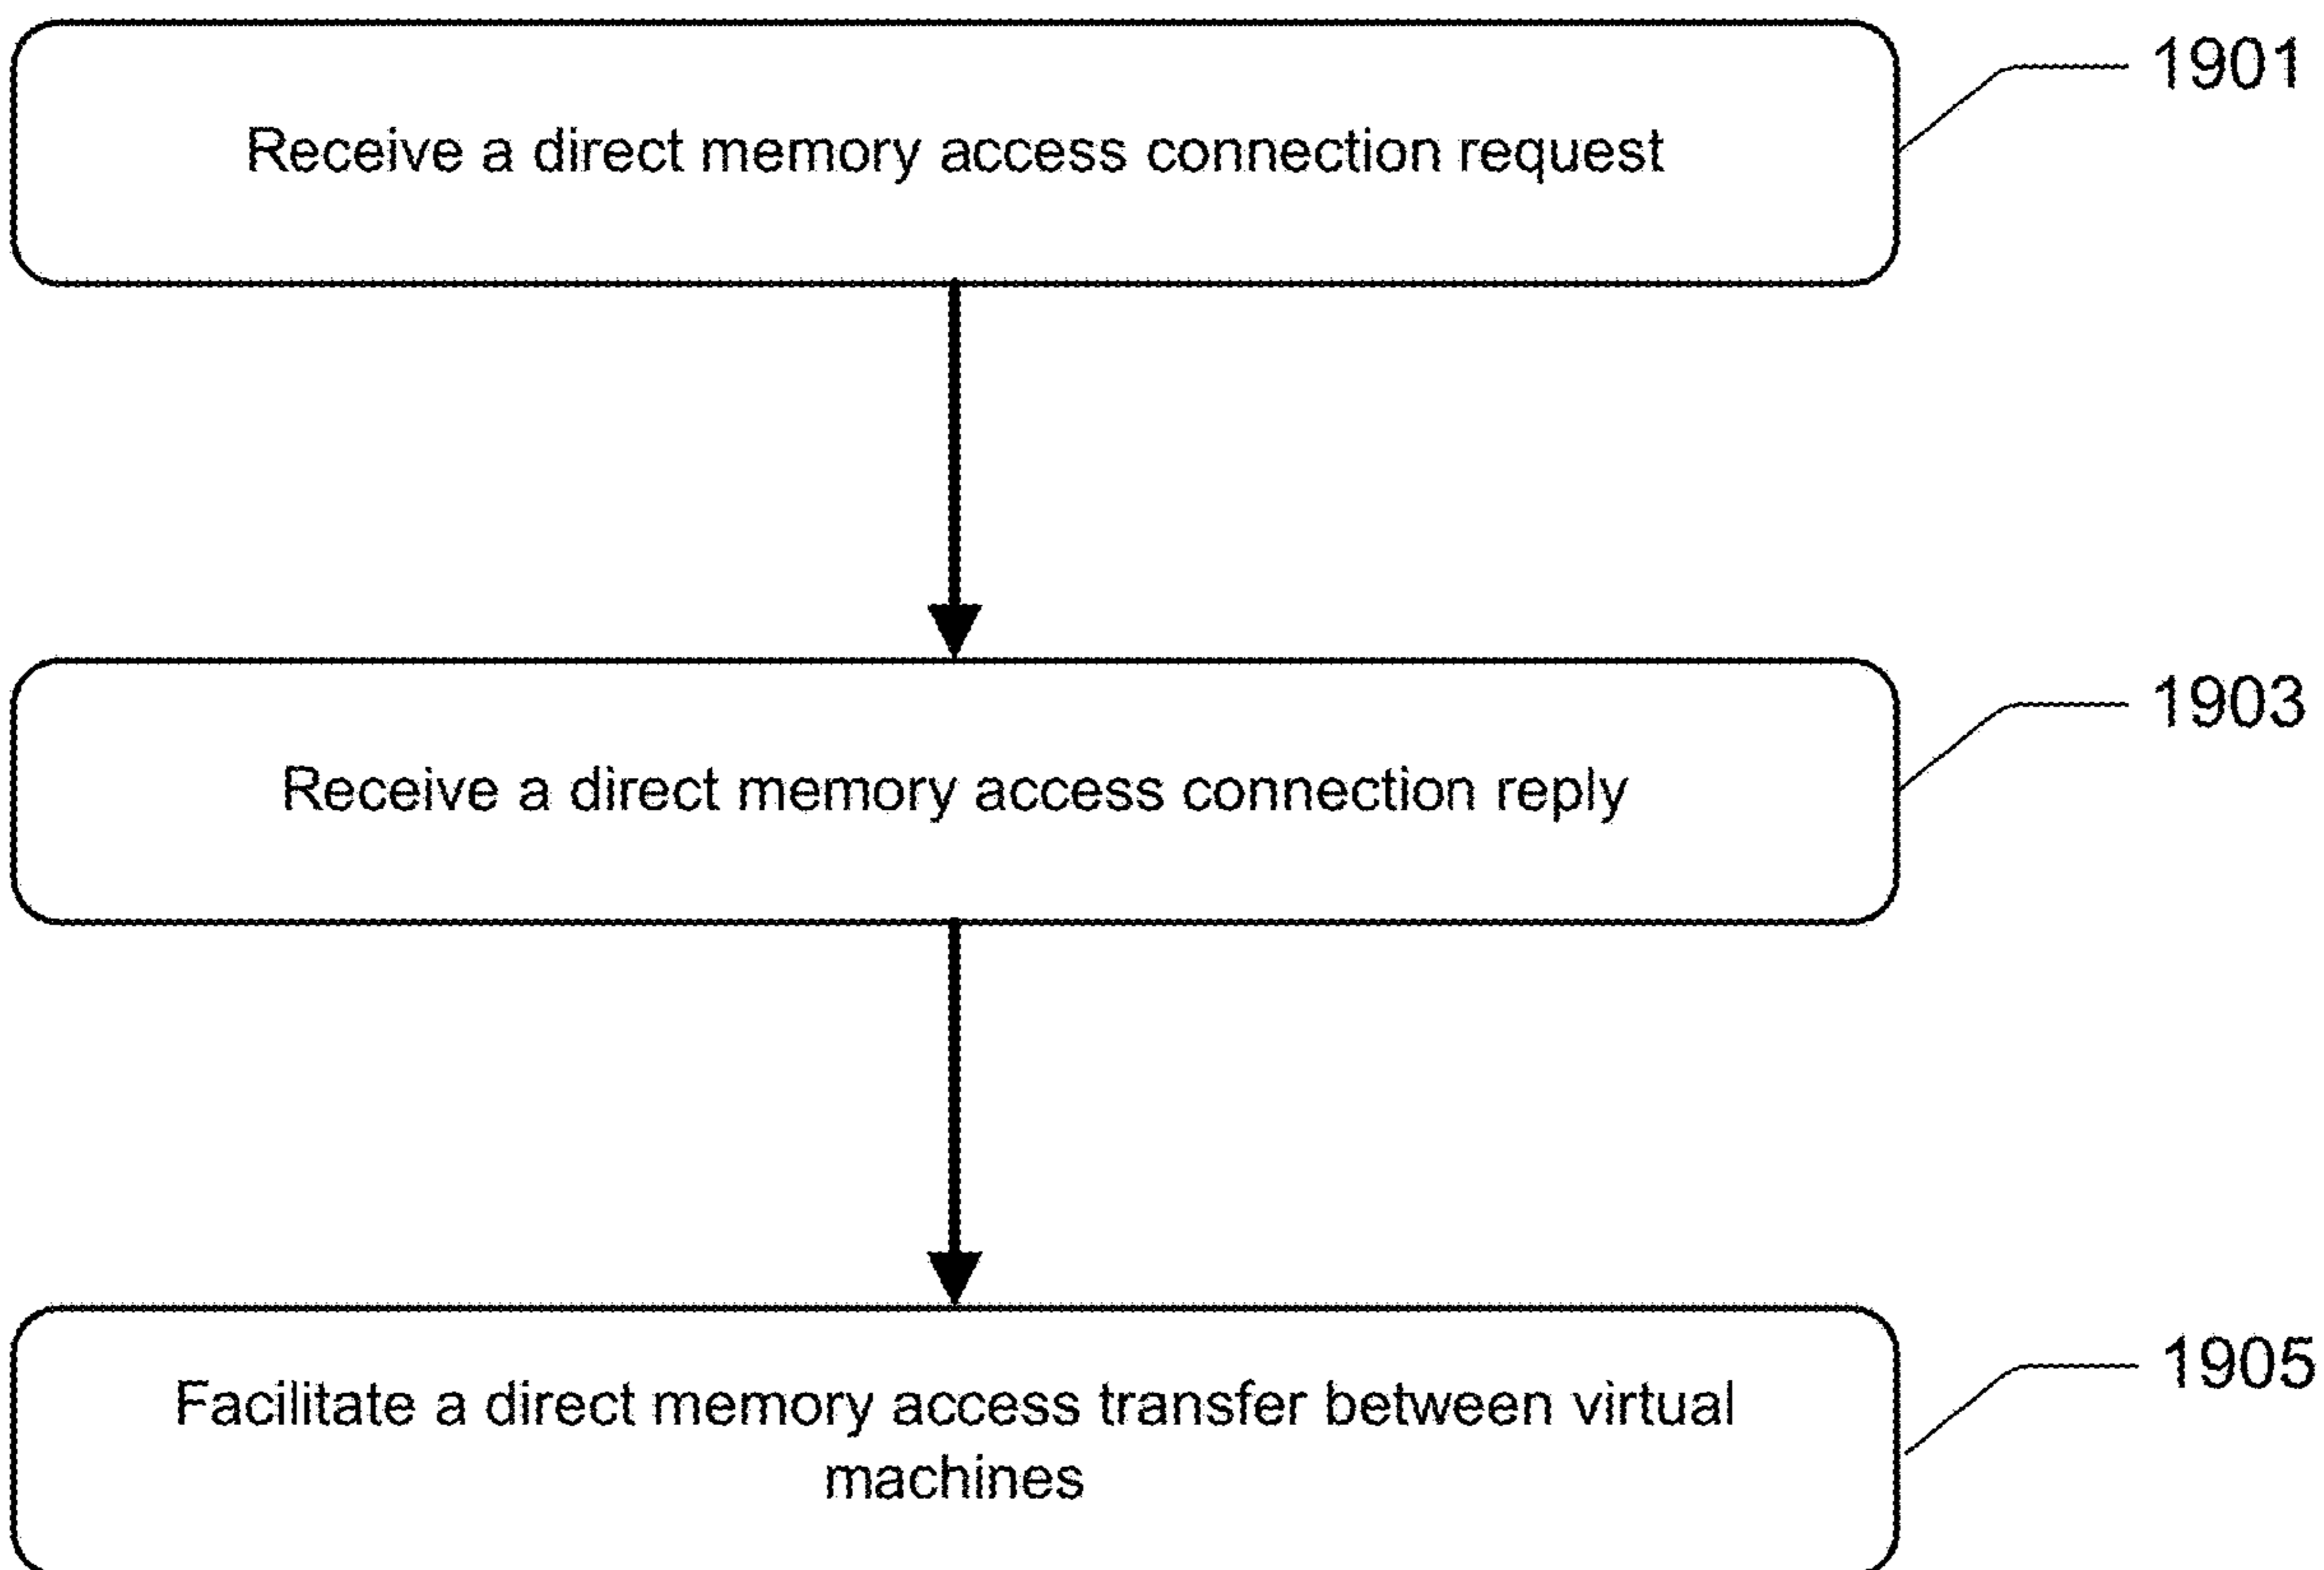 Receive a direct memory access connection request
1901
Receive a direct memory access connection reply
1903
Facilitate a direct memory access transfer between virtual
machines
1905